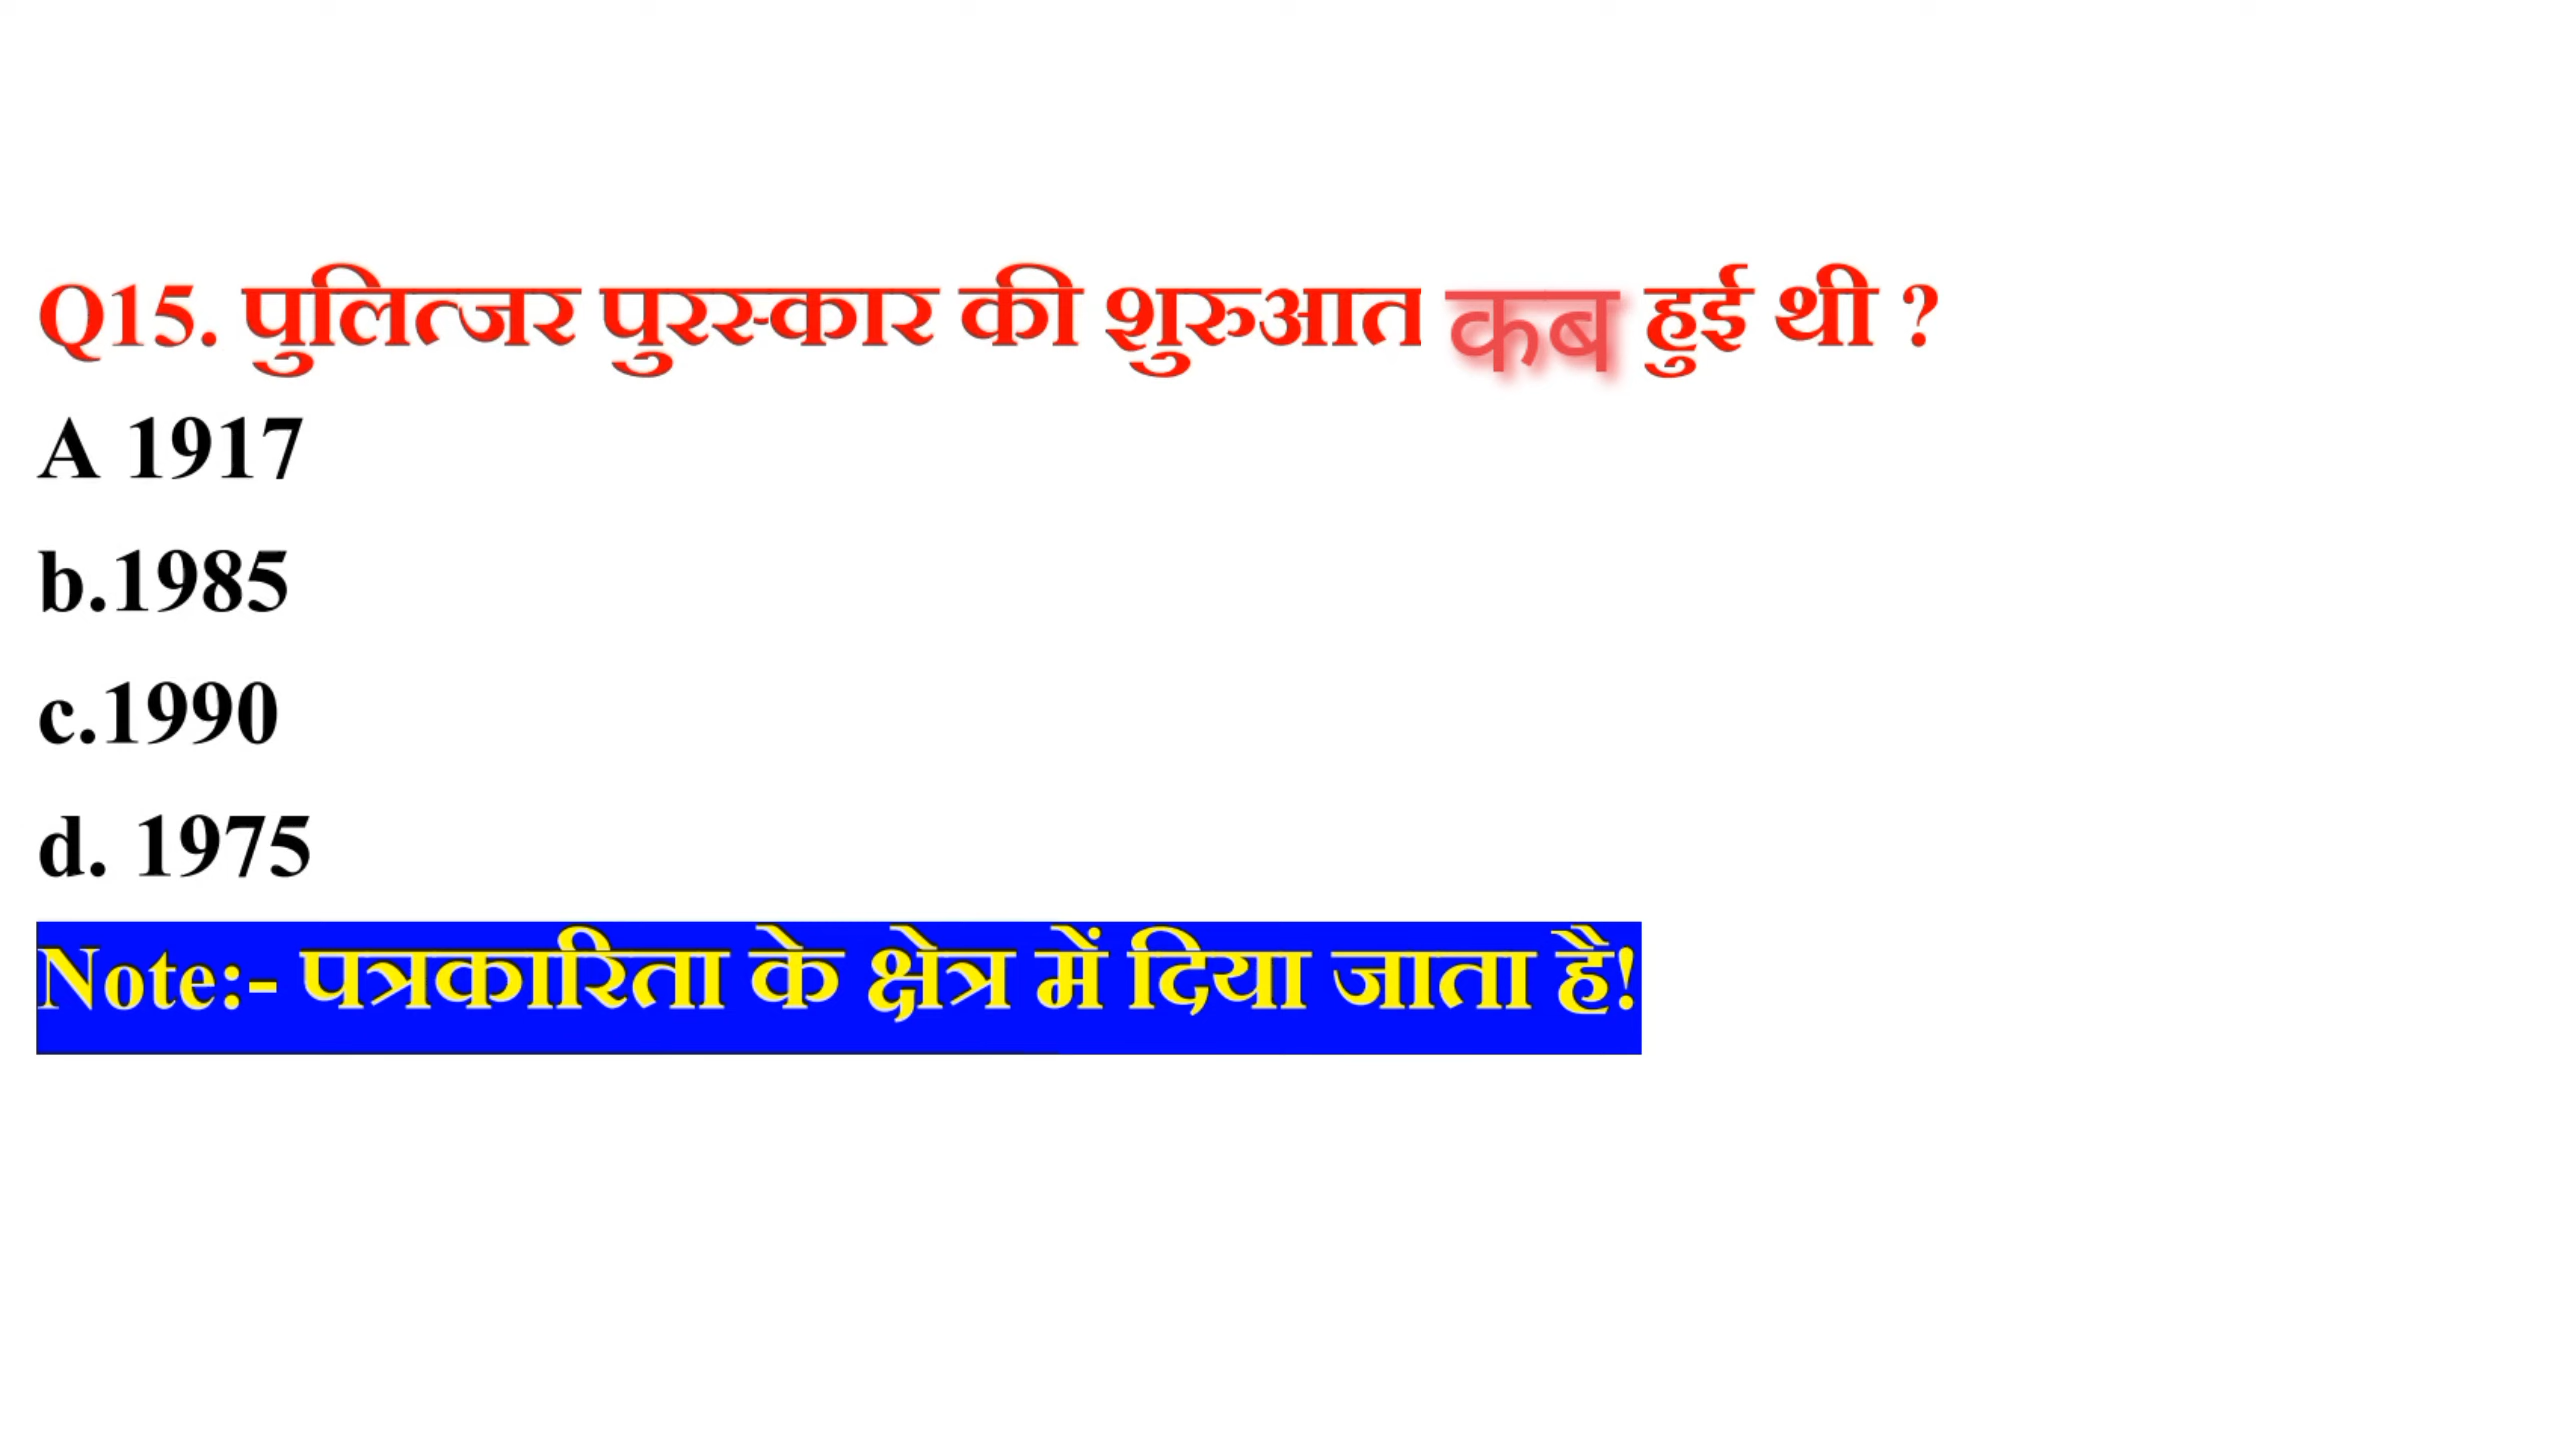 Q15. पुलित्जर पुरस्कार की शुरुआत कब हुई थी ?
A 1917
b.1985
c.1990
d. 1975
Note:- पत्रकारिता के क्षेत्र में दिया जाता है!